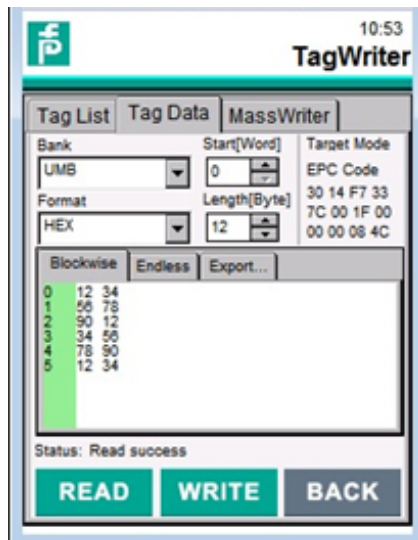 10:53
TagWriter
Tag List Tag Data MassWriter
Bank Start[Word] Target Mode
UMB 0 EPC Code
Format Length[Byte] 30 14 F7 33
HEX 12 7C 00 1F 00
00 00 08 4C
Blockwise Endless Export...
0 12 34
1 56 78
2 90 12
3 34 56
4 78 90
5 12 34
Status: Read success
READ WRITE BACK